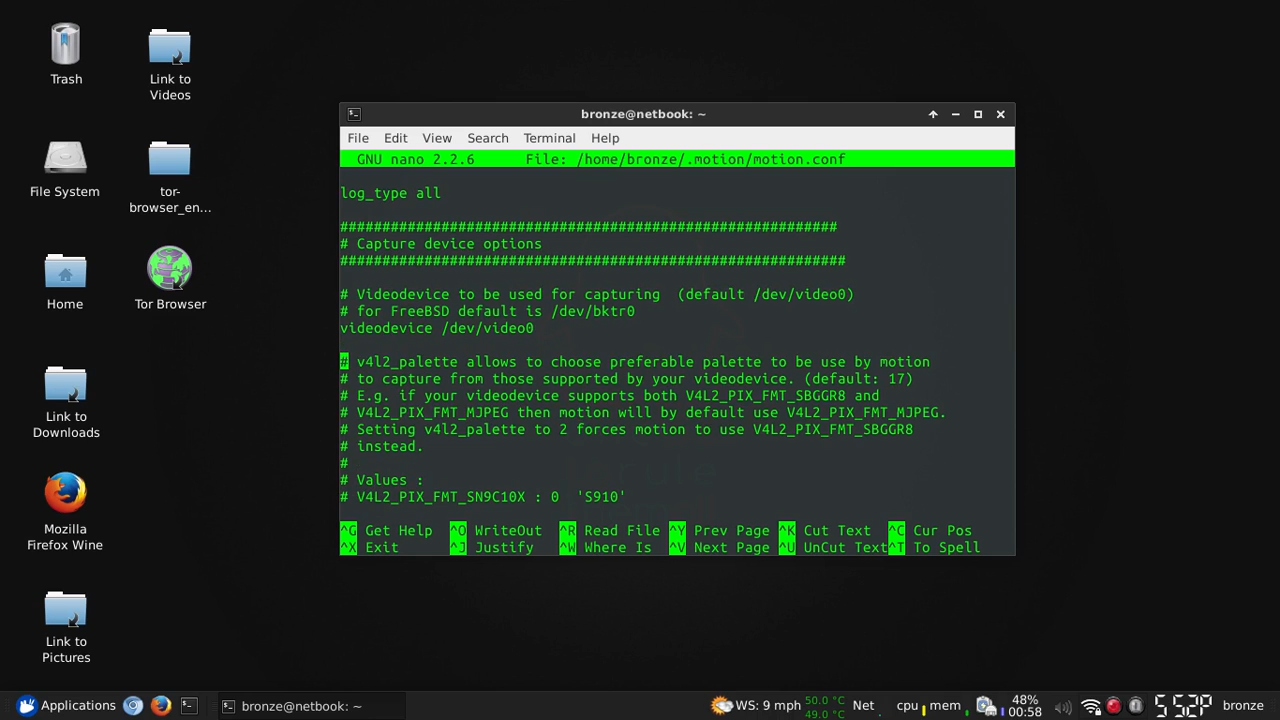 Trash
Link to
Videos
File System
tor-
browser_en...
Home
Tor Browser
Link to
Downloads
Mozilla
Firefox Wine
Link to
Pictures
bronze@netbook: ~
File Edit View Search Terminal Help
GNU nano 2.2.6 File: /home/bronze/.motion/motion.conf
log_type all
###########################################################
# Capture device options
############################################################
# Videodevice to be used for capturing  (default /dev/video0)
# for FreeBSD default is /dev/bktr0
videodevice /dev/video0
# v4l2_palette allows to choose preferable palette to be use by motion
# to capture from those supported by your videodevice. (default: 17)
# E.g. if your videodevice supports both V4L2_PIX_FMT_SBGGR8 and
# V4L2_PIX_FMT_MJPEG then motion will by default use V4L2_PIX_FMT_MJPEG.
# Setting v4l2_palette to 2 forces motion to use V4L2_PIX_FMT_SBGGR8
# instead.
#
# Values :
# V4L2_PIX_FMT_SN9C10X : 0  'S910'
^G Get Help ^O WriteOut ^R Read File ^Y Prev Page ^K Cut Text ^C Cur Pos
^X Exit ^J Justify ^W Where Is ^V Next Page ^U UnCut Text ^T To Spell
Applications bronze@netbook: ~ WS: 9 mph 50.0 °C 49.0 °C Net cpu mem 48% 00:58 5:53P bronze